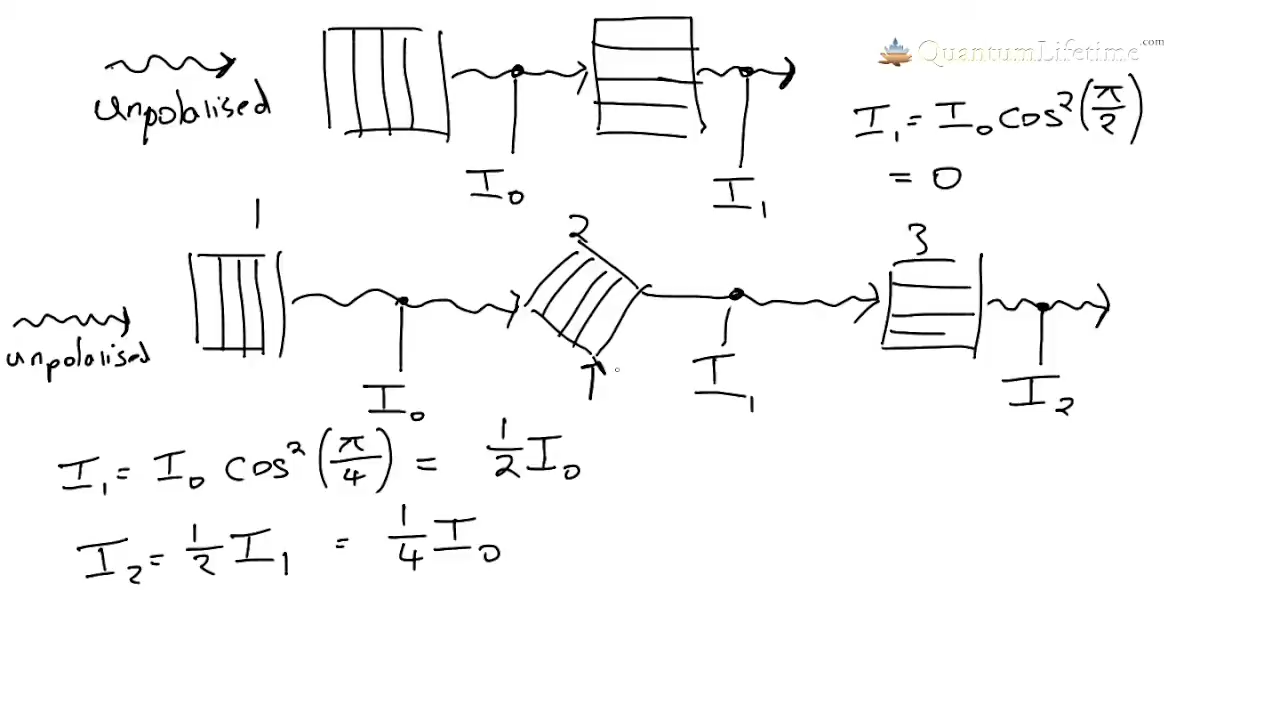 QuantumLifetime.com
unpolarised
I₀
I₁
I₁ = I₀ cos² (π/2)
= 0
1
2
3
unpolarised
I₀
I₁
I₂
I₁ = I₀ cos² (π/4) = 1/2 I₀
I₂ = 1/2 I₁ = 1/4 I₀